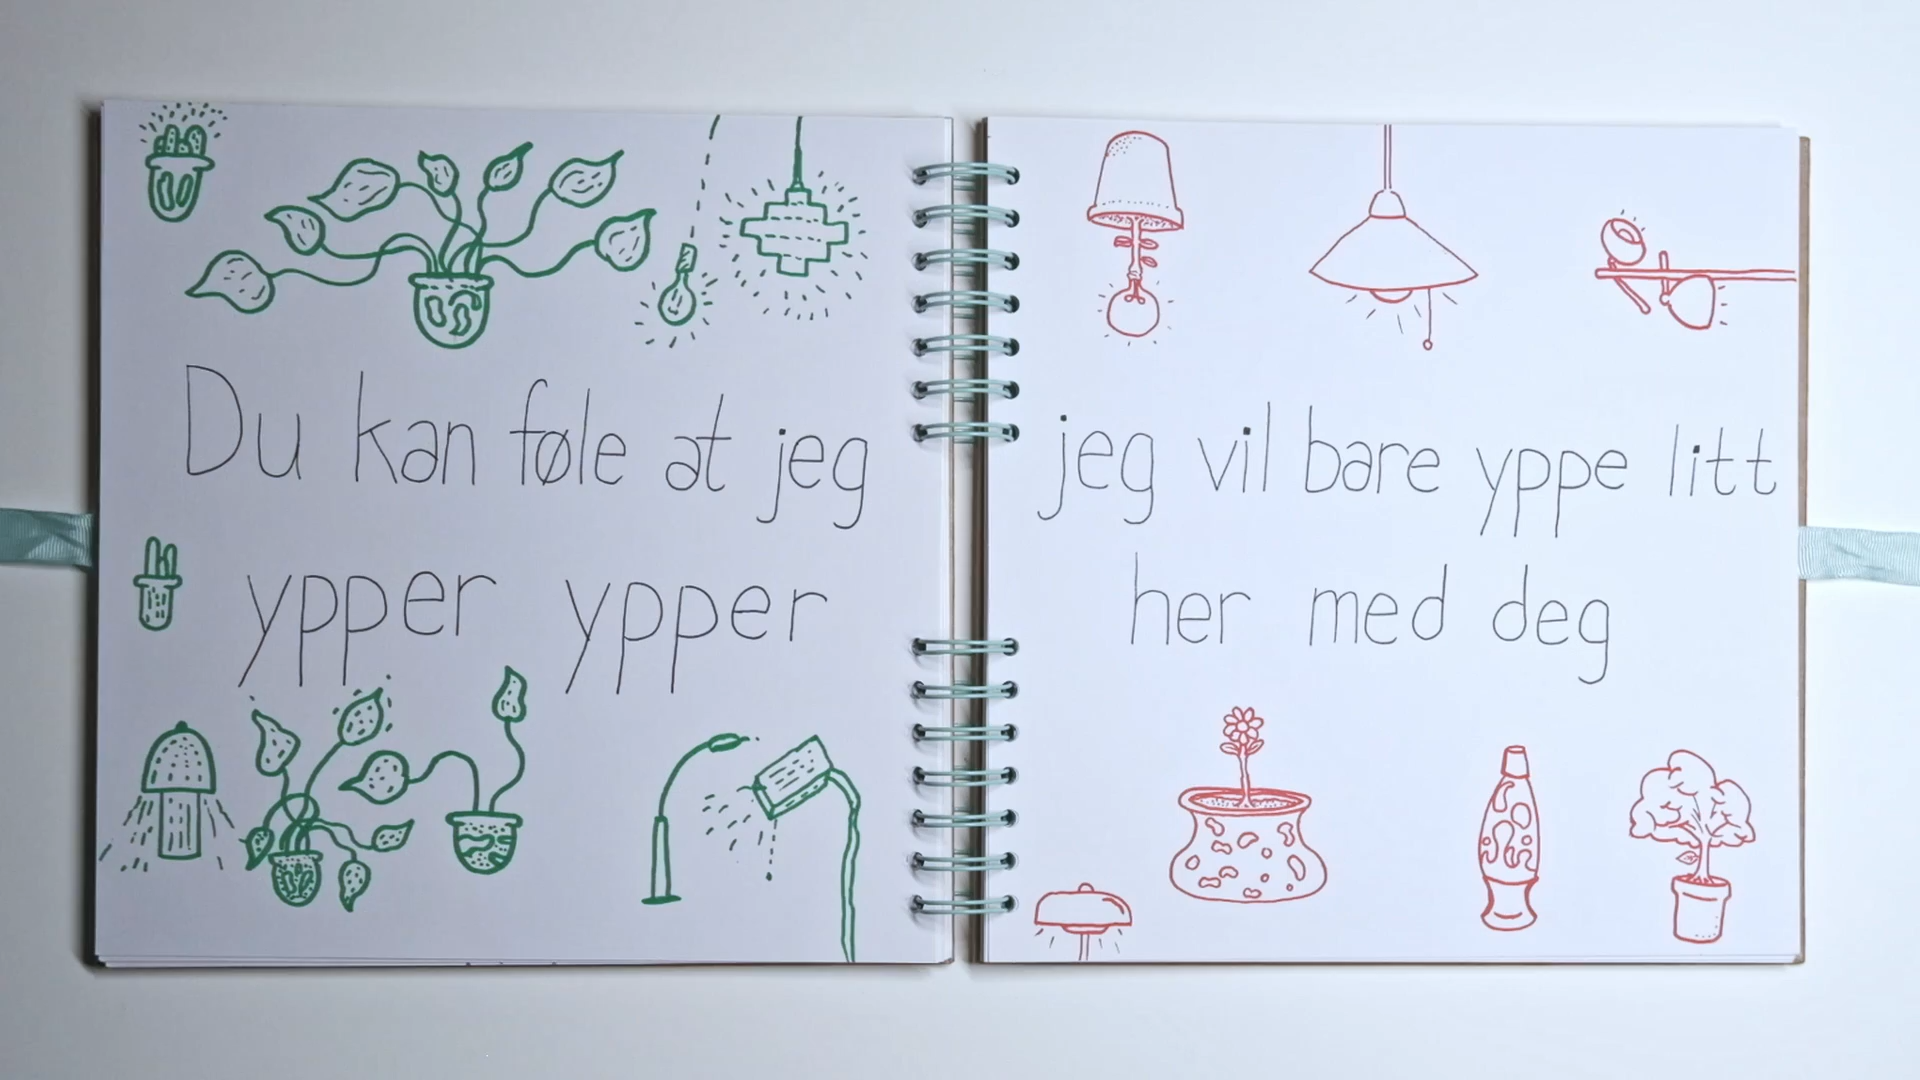 Du kan føle at jeg
ypper ypper
jeg vil bare yppe litt
her med deg